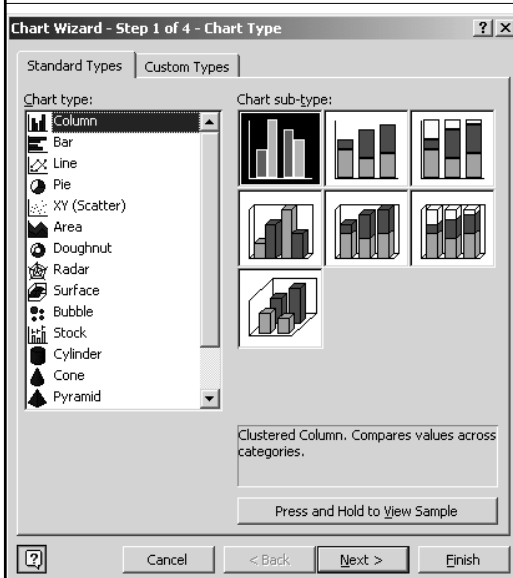 Chart Wizard - Step 1 of 4 - Chart Type
Standard Types
Custom Types
Chart type:
Column
Bar
Line
Pie
XY (Scatter)
Area
Doughnut
Radar
Surface
Bubble
Stock
Cylinder
Cone
Pyramid
Chart sub-type:
Clustered Column. Compares values across
categories.
Press and Hold to View Sample
Cancel
< Back
Next >
Finish